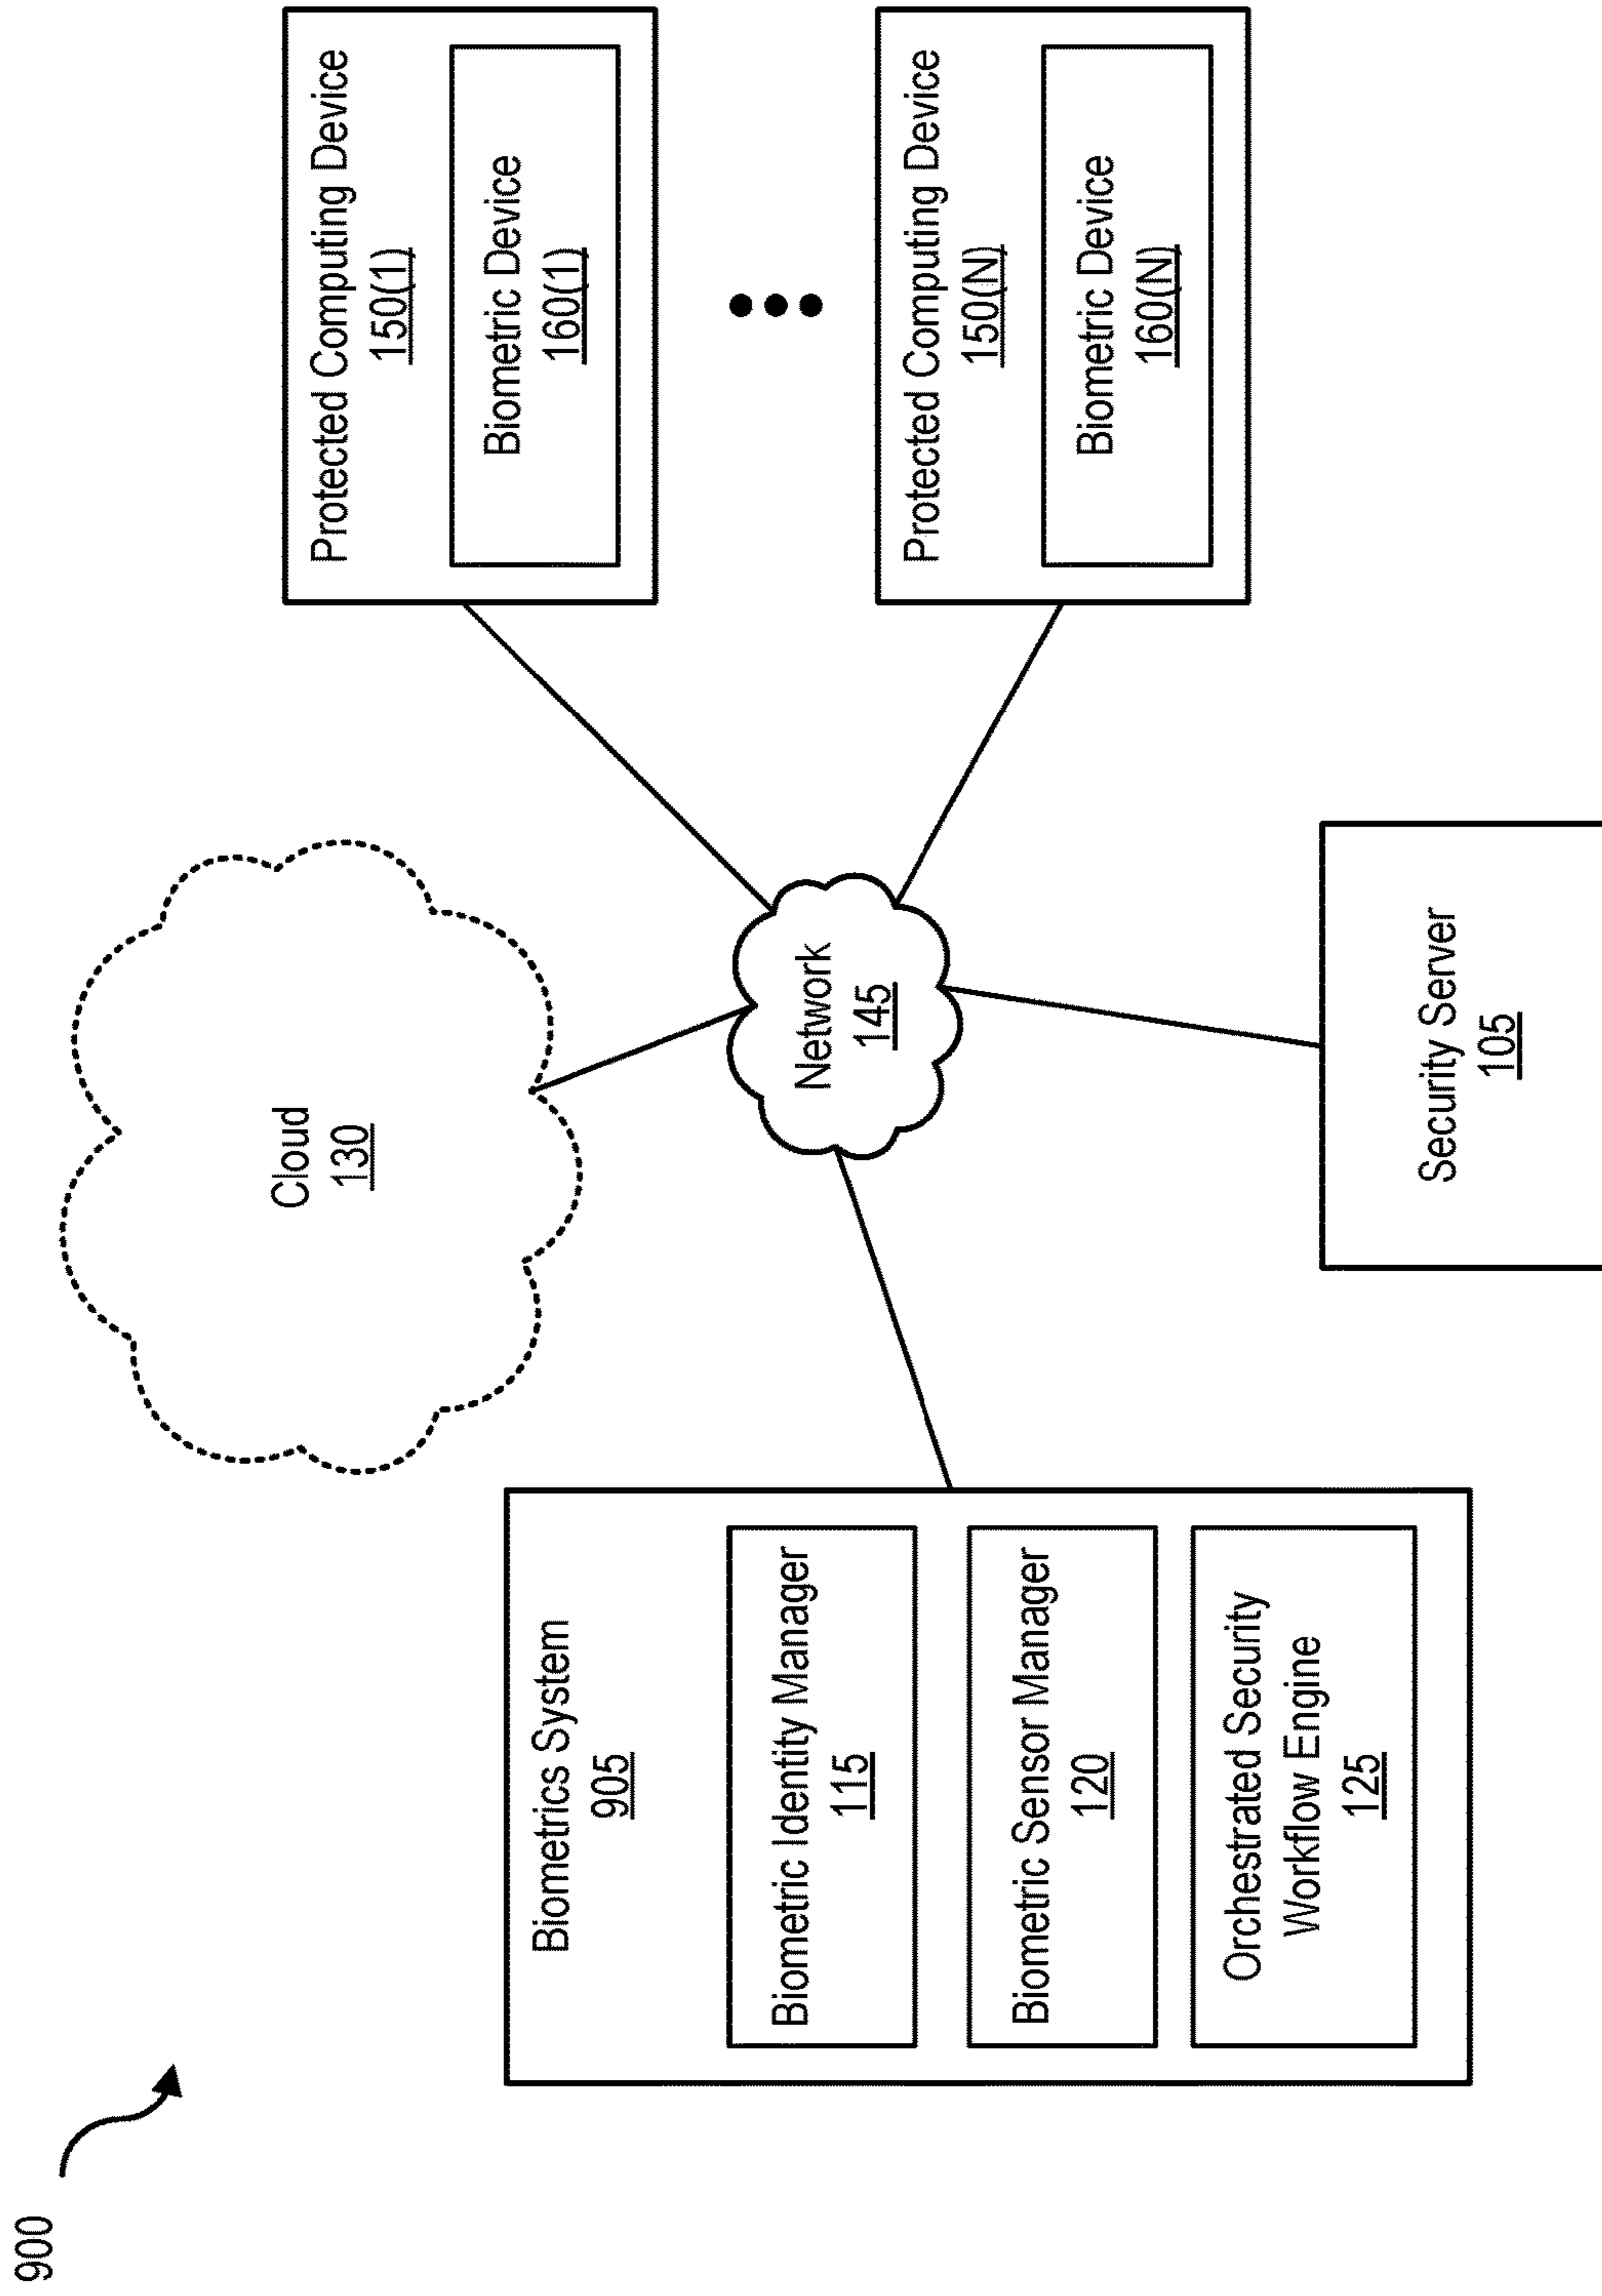 900
Cloud
130
Biometrics System
905
Biometric Identity Manager
115
Biometric Sensor Manager
120
Orchestrated Security
Workflow Engine
125
Network
145
Security Server
105
Protected Computing Device
150(1)
Biometric Device
160(1)
Protected Computing Device
150(N)
Biometric Device
160(N)